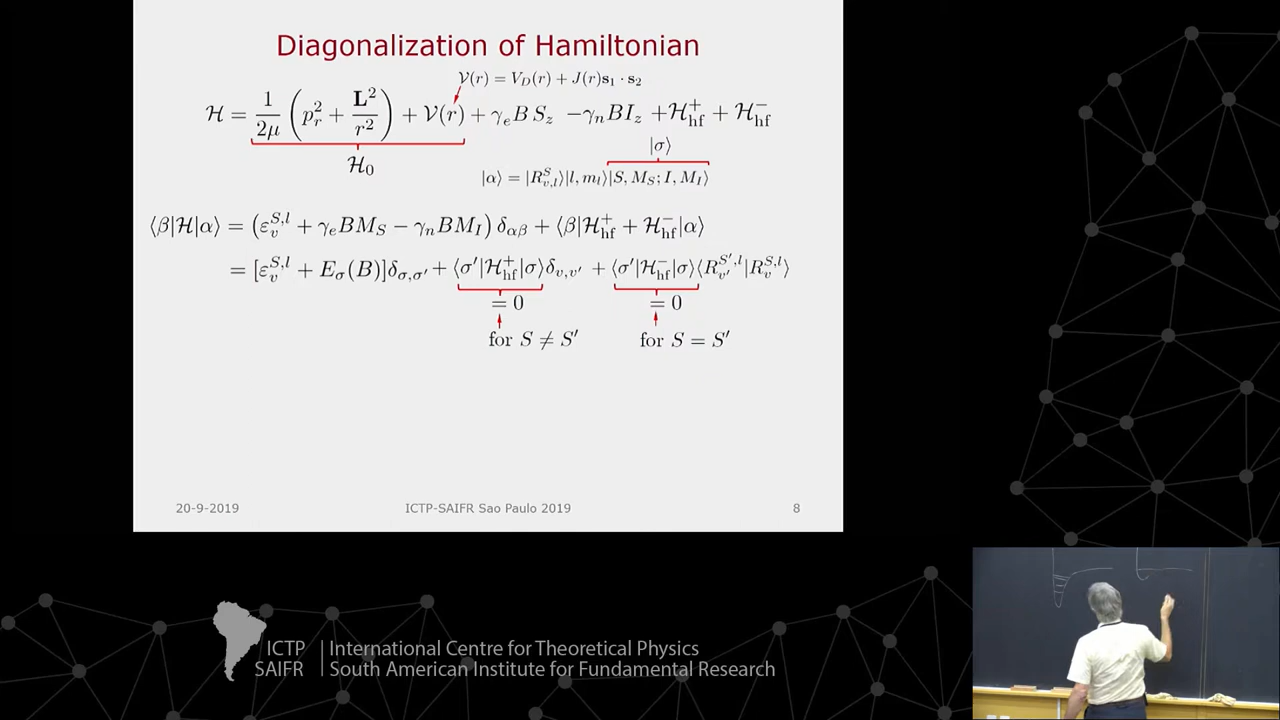 Diagonalization of Hamiltonian
𝒱(r) = V_D(r) + J(r)s₁ · s₂
ℋ = 1/2μ (p_r² + L²/r²) + 𝒱(r) + γ_e B S_z − γ_n B I_z + ℋ_hf⁺ + ℋ_hf⁻
ℋ₀
|σ⟩
|α⟩ = |R_{v,l}^S⟩|l, m_l⟩|S, M_S; I, M_I⟩
⟨β|ℋ|α⟩ = (ε_v^{S,l} + γ_e B M_S − γ_n B M_I) δ_{αβ} + ⟨β|ℋ_hf⁺ + ℋ_hf⁻|α⟩
= [ε_v^{S,l} + E_σ(B)]δ_{σ,σ′} + ⟨σ′|ℋ_hf⁺|σ⟩δ_{v,v′} + ⟨σ′|ℋ_hf⁻|σ⟩⟨R_{v′}^{S′,l}|R_v^{S,l}⟩
= 0 = 0
for S ≠ S′ for S = S′
20-9-2019 ICTP-SAIFR Sao Paulo 2019 8
ICTP | International Centre for Theoretical Physics
SAIFR | South American Institute for Fundamental Research